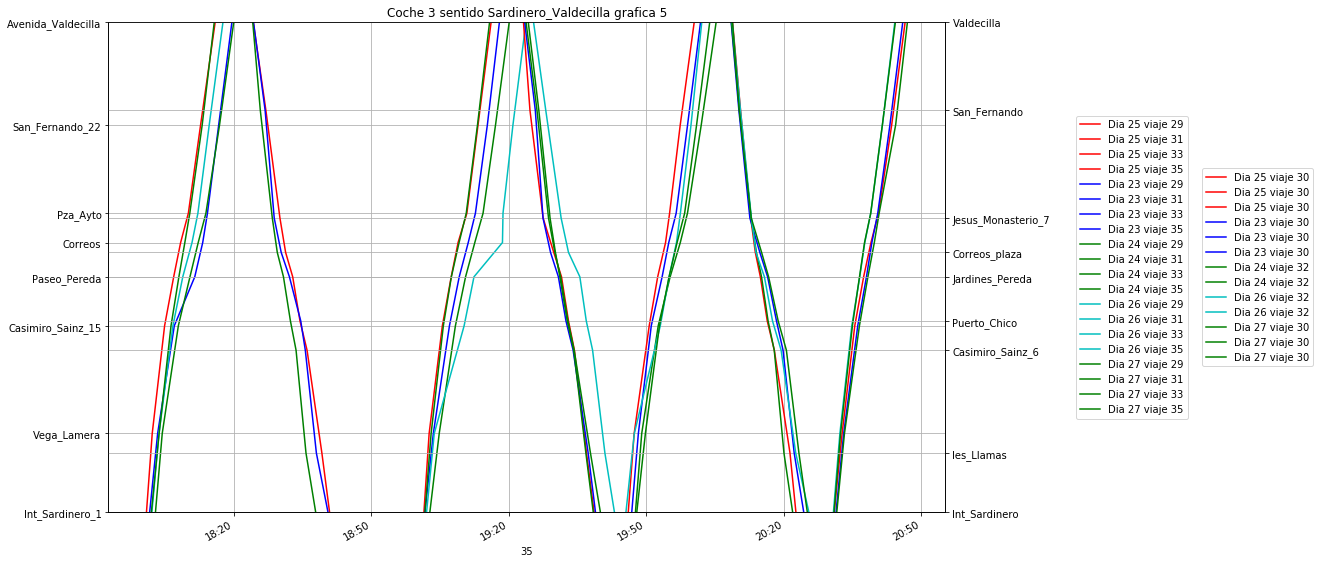 Coche 3 sentido Sardinero_Valdecilla grafica 5
Avenida_Valdecilla
San_Fernando_22
Pza_Ayto
Correos
Paseo_Pereda
Casimiro_Sainz_15
Vega_Lamera
Int_Sardinero_1
Valdecilla
San_Fernando
Jesus_Monasterio_7
Correos_plaza
Jardines_Pereda
Puerto_Chico
Casimiro_Sainz_6
Ies_Llamas
Int_Sardinero
18:20
18:50
19:20
19:50
20:20
20:50
35
Dia 25 viaje 29
Dia 25 viaje 31
Dia 25 viaje 33
Dia 25 viaje 35
Dia 23 viaje 29
Dia 23 viaje 31
Dia 23 viaje 33
Dia 23 viaje 35
Dia 24 viaje 29
Dia 24 viaje 31
Dia 24 viaje 33
Dia 24 viaje 35
Dia 26 viaje 29
Dia 26 viaje 31
Dia 26 viaje 33
Dia 26 viaje 35
Dia 27 viaje 29
Dia 27 viaje 31
Dia 27 viaje 33
Dia 27 viaje 35
Dia 25 viaje 30
Dia 25 viaje 30
Dia 25 viaje 30
Dia 23 viaje 30
Dia 23 viaje 30
Dia 23 viaje 30
Dia 24 viaje 32
Dia 24 viaje 32
Dia 26 viaje 32
Dia 26 viaje 32
Dia 27 viaje 30
Dia 27 viaje 30
Dia 27 viaje 30